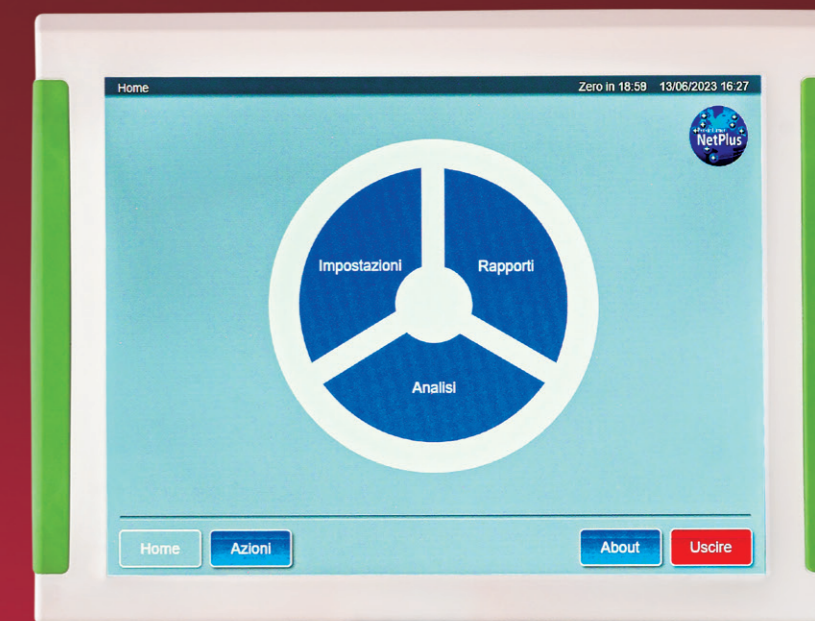 Home
Zero in 18:59 13/06/2023 16:27
NetPlus
Impostazioni
Rapporti
Analisi
Home
Azioni
About
Uscire